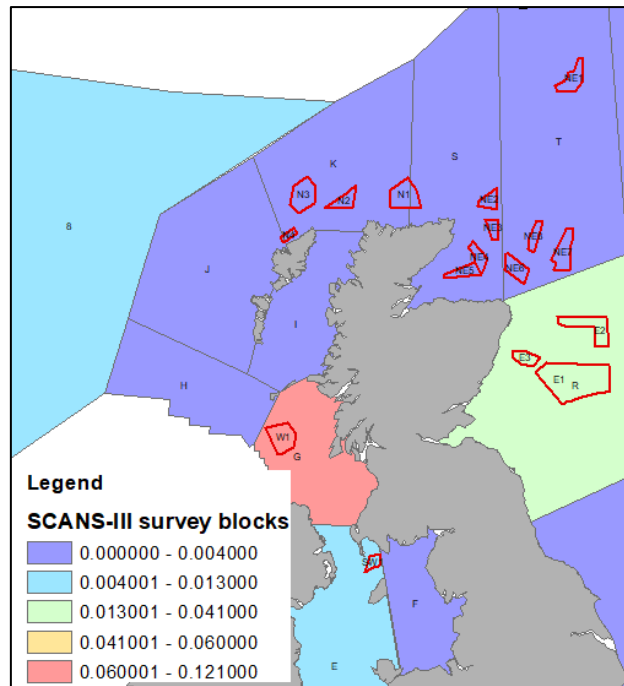 NE1
K
S
T
8
N3
N2
N1
NE2
NE3
NE8
NE4
NE7
NE5
NE6
J
I
E2
H
E3
E1
R
W1
G
Legend
SCANS-III survey blocks
0.000000 - 0.004000
0.004001 - 0.013000
0.013001 - 0.041000
0.041001 - 0.060000
0.060001 - 0.121000
F
E